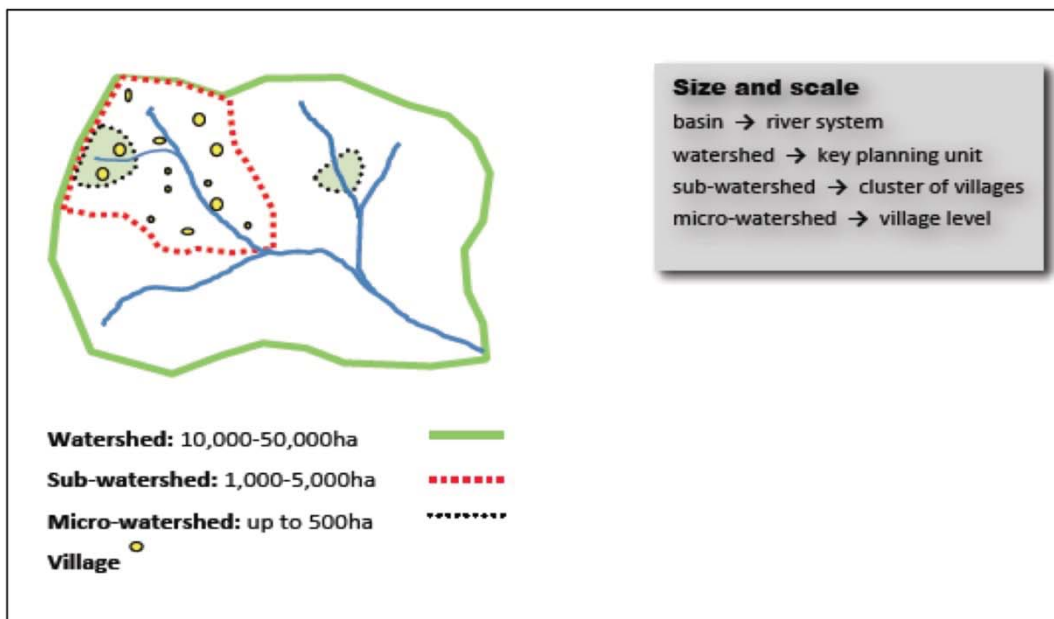 Size and scale
basin → river system
watershed → key planning unit
sub-watershed → cluster of villages
micro-watershed → village level
Watershed: 10,000-50,000ha
Sub-watershed: 1,000-5,000ha
Micro-watershed: up to 500ha
Village